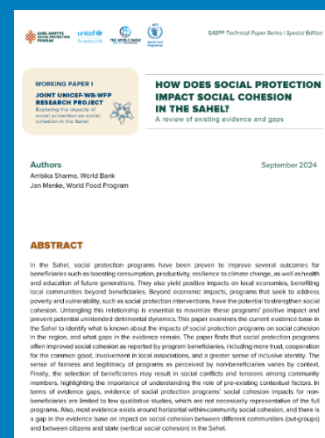 SAHEL ADAPTIVE
SOCIAL PROTECTION
PROGRAM
unicef
for every child
THE WORLD BANK
World Food
Programme
SASPP Technical Paper Series | Special Edition
WORKING PAPER I
JOINT UNICEF-WB-WFP
RESEARCH PROJECT
Exploring the impacts of
social protection on social
cohesion in the Sahel
HOW DOES SOCIAL PROTECTION
IMPACT SOCIAL COHESION
IN THE SAHEL?
A review of existing evidence and gaps
Authors
September 2024
Ambika Sharma, World Bank
Jan Menke, World Food Program
ABSTRACT
In the Sahel, social protection programs have been proven to improve several outcomes for
beneficiaries such as boosting consumption, productivity, resilience to climate change, as well as health
and education of future generations. They also yield positive impacts on local economies, benefiting
local communities beyond beneficiaries. Beyond economic impacts, programs that seek to address
poverty and vulnerability, such as social protection interventions, have the potential to strengthen social
cohesion. Untangling this relationship is essential to maximize these programs' positive impact and
prevent potential unintended detrimental dynamics. This paper examines the current evidence base in
the Sahel to identify what is known about the impacts of social protection programs on social cohesion
in the region, and what gaps in the evidence remain. The paper finds that social protection programs
often improved social cohesion as reported by program beneficiaries, including more trust, cooperation
for the common good, involvement in local associations, and a greater sense of inclusive identity. The
sense of fairness and legitimacy of programs as perceived by non-beneficiaries varies by context.
Finally, the selection of beneficiaries may result in social conflicts and tensions among community
members, highlighting the importance of understanding the role of pre-existing contextual factors. In
terms of evidence gaps, evidence of social protection programs' social cohesion impacts for non-
beneficiaries are limited to few qualitative studies, which are not necessarily representative of the full
programs. Also, most evidence exists around horizontal within-community social cohesion, and there is
a gap in the evidence base on impact on social cohesion between different communities (out-groups)
and between citizens and state (vertical social cohesion) in the Sahel.